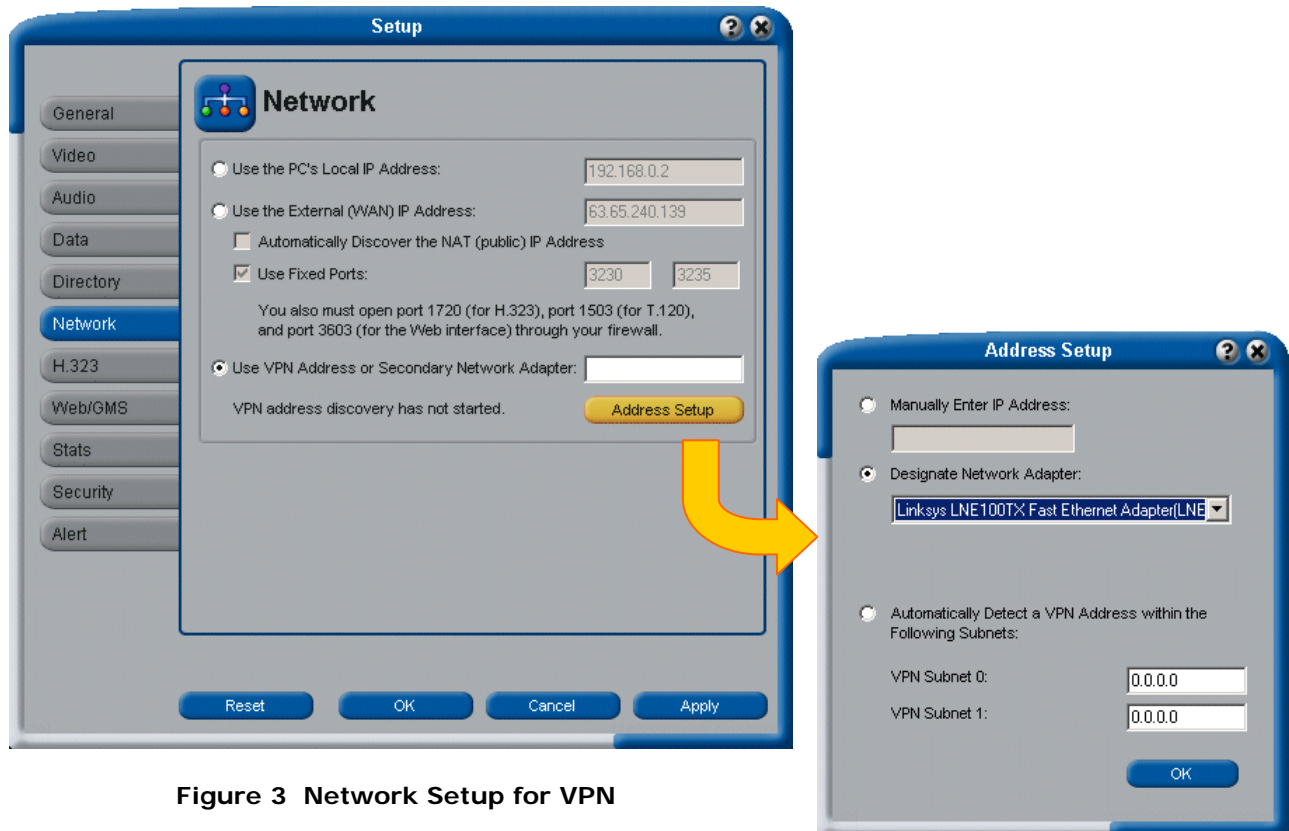 Setup
Network
General
Video
Audio
Data
Directory
Network
H.323
Web/GMS
Stats
Security
Alert
Use the PC's Local IP Address: 192.168.0.2
Use the External (WAN) IP Address: 63.65.240.139
Automatically Discover the NAT (public) IP Address
Use Fixed Ports: 3230 3235
You also must open port 1720 (for H.323), port 1503 (for T.120),
and port 3603 (for the Web interface) through your firewall.
Use VPN Address or Secondary Network Adapter:
VPN address discovery has not started. Address Setup
Reset OK Cancel Apply
Address Setup
Manually Enter IP Address:
Designate Network Adapter:
Linksys LNE100TX Fast Ethernet Adapter(LNE
Automatically Detect a VPN Address within the
Following Subnets:
VPN Subnet 0: 0.0.0.0
VPN Subnet 1: 0.0.0.0
OK
Figure 3 Network Setup for VPN